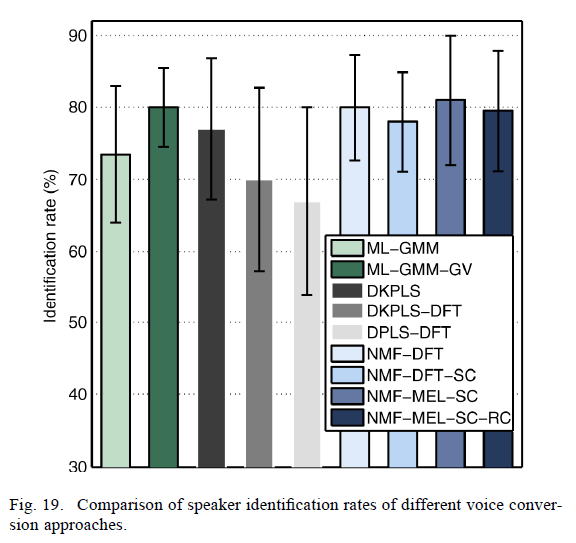 90
80
70
60
50
40
30
Identification rate (%)
ML−GMM
ML−GMM−GV
DKPLS
DKPLS−DFT
DPLS−DFT
NMF−DFT
NMF−DFT−SC
NMF−MEL−SC
NMF−MEL−SC−RC
Fig. 19. Comparison of speaker identification rates of different voice conver-
sion approaches.